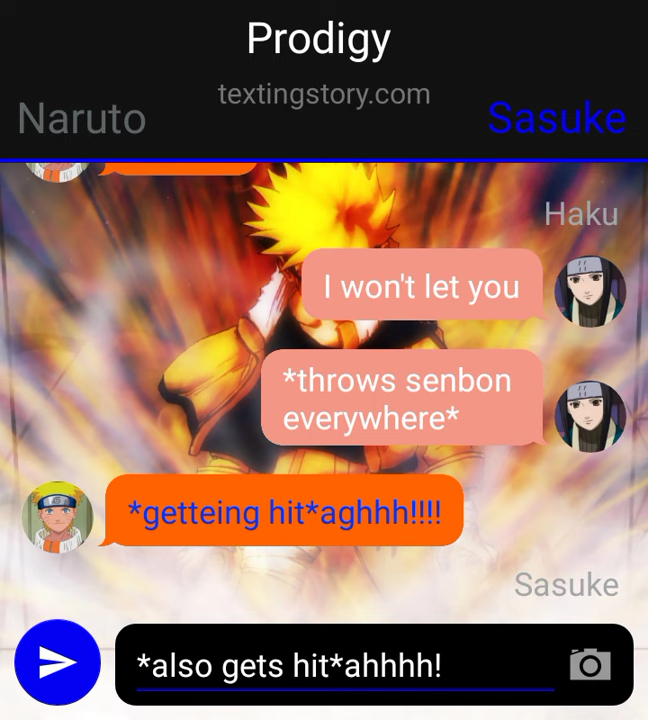 Prodigy
textingstory.com
Naruto
Sasuke
Haku
I won't let you
*throws senbon
everywhere*
*getteing hit*aghhh!!!!
Sasuke
*also gets hit*ahhhh!